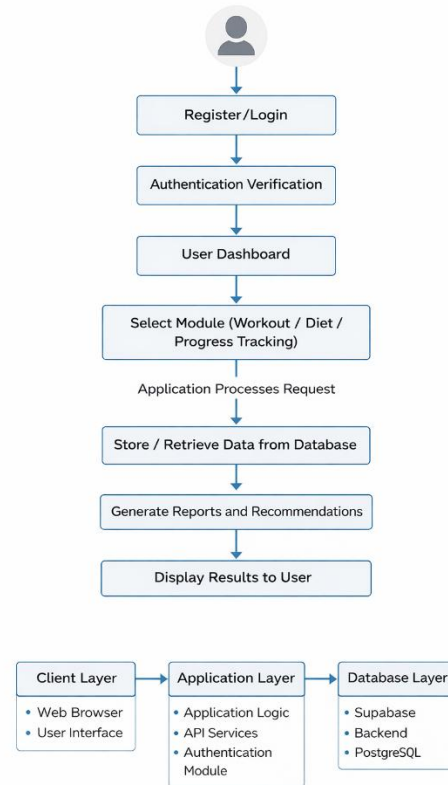 Register/Login
Authentication Verification
User Dashboard
Select Module (Workout / Diet /
Progress Tracking)
Application Processes Request
Store / Retrieve Data from Database
Generate Reports and Recommendations
Display Results to User
Client Layer
• Web Browser
• User Interface
Application Layer
• Application Logic
• API Services
• Authentication
Module
Database Layer
• Supabase
• Backend
• PostgreSQL